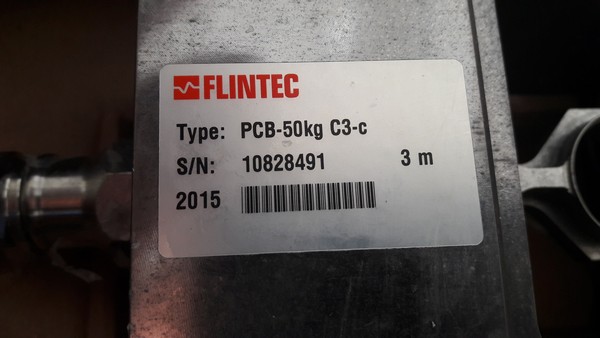 FLINTEC
Type: PCB-50kg C3-c
S/N: 10828491 3 m
2015